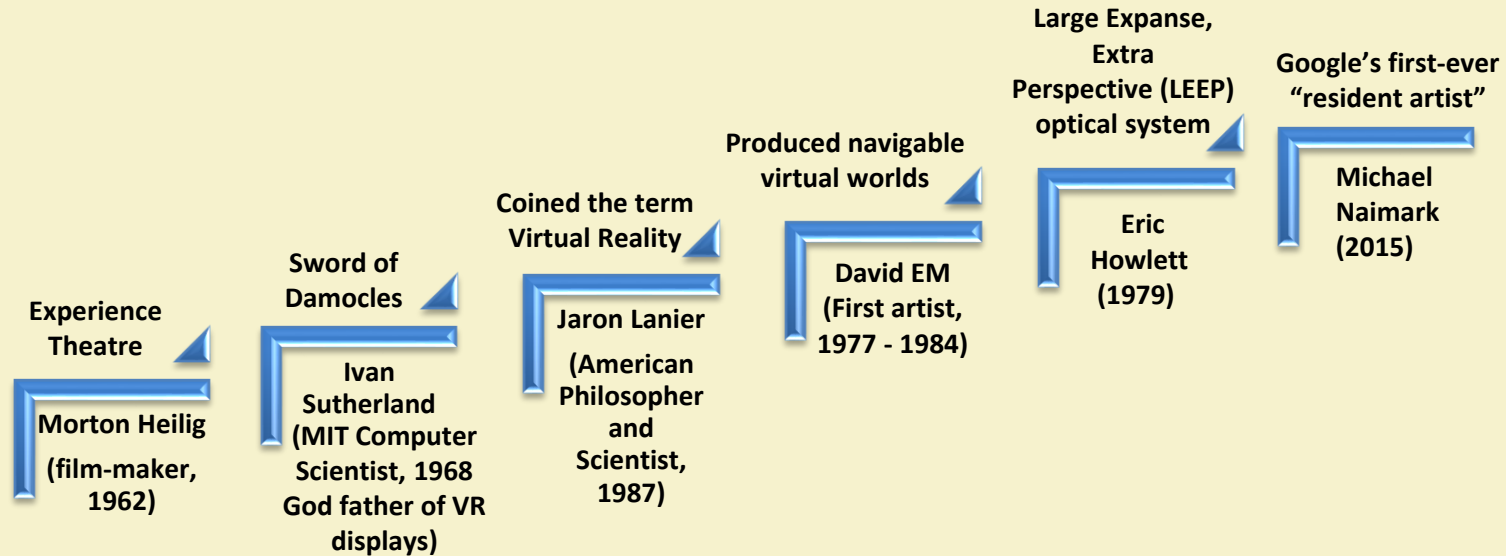 Experience
Theatre
Morton Heilig
(film-maker,
1962)
Sword of
Damocles
Ivan
Sutherland
(MIT Computer
Scientist, 1968
God father of VR
displays)
Coined the term
Virtual Reality
Jaron Lanier
(American
Philosopher
and
Scientist,
1987)
Produced navigable
virtual worlds
David EM
(First artist,
1977 - 1984)
Large Expanse,
Extra
Perspective (LEEP)
optical system
Eric
Howlett
(1979)
Google’s first-ever
“resident artist”
Michael
Naimark
(2015)